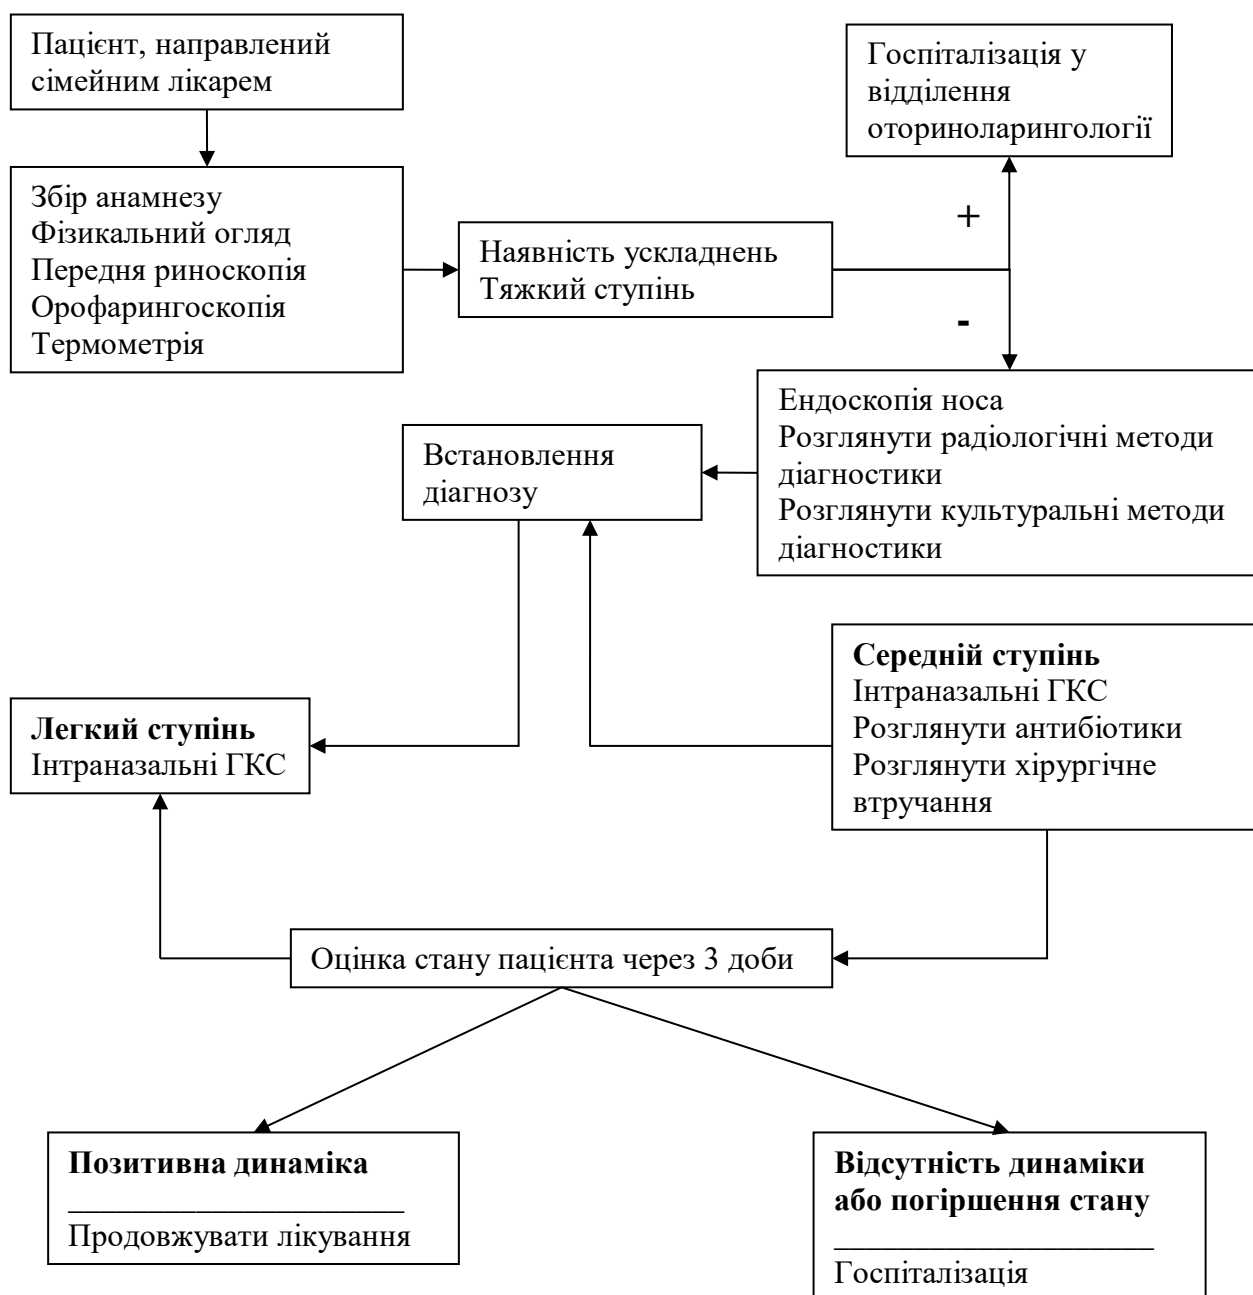 Пацієнт, направлений
сімейним лікарем
Госпіталізація у
відділення
оториноларингології
Збір анамнезу
Фізикальний огляд
Передня риноскопія
Орофарингоскопія
Термометрія
Наявність ускладнень
Тяжкий ступінь
+
-
Ендоскопія носа
Розглянути радіологічні методи
діагностики
Розглянути культуральні методи
діагностики
Встановлення
діагнозу
Середній ступінь
Інтраназальні ГКС
Розглянути антибіотики
Розглянути хірургічне
втручання
Легкий ступінь
Інтраназальні ГКС
Оцінка стану пацієнта через 3 доби
Позитивна динаміка
_____________________
Продовжувати лікування
Відсутність динаміки
або погіршення стану
____________________
Госпіталізація